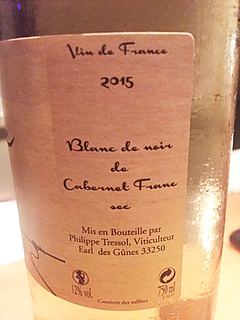 Vin de France
2015
Blanc de noir
de
Cabernet Franc
sec
Mis en Bouteille par
Philippe Tressol, Viticulteur
Earl des Gûnes 33250
12% vol.
750 ml
Contient des sulfites